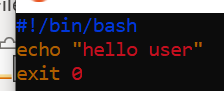 #!/bin/bash
echo "hello user"
exit 0